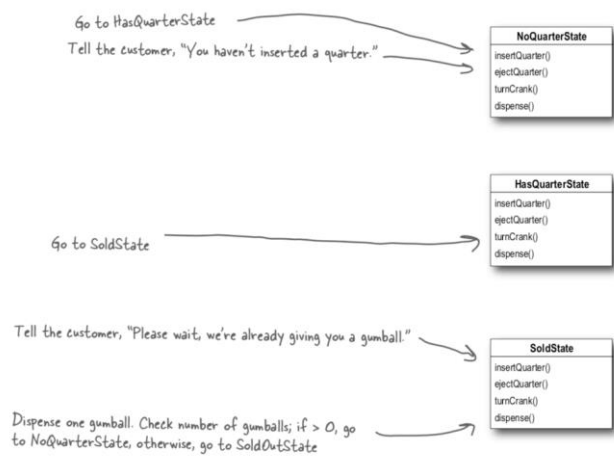 Go to HasQuarterState
Tell the customer, "You haven't inserted a quarter."
NoQuarterState
insertQuarter()
ejectQuarter()
turnCrank()
dispense()
HasQuarterState
insertQuarter()
ejectQuarter()
turnCrank()
dispense()
Go to SoldState
Tell the customer, "Please wait, we're already giving you a gumball."
SoldState
insertQuarter()
ejectQuarter()
turnCrank()
dispense()
Dispense one gumball. Check number of gumballs; if > 0, go
to NoQuarterState, otherwise, go to SoldOutState